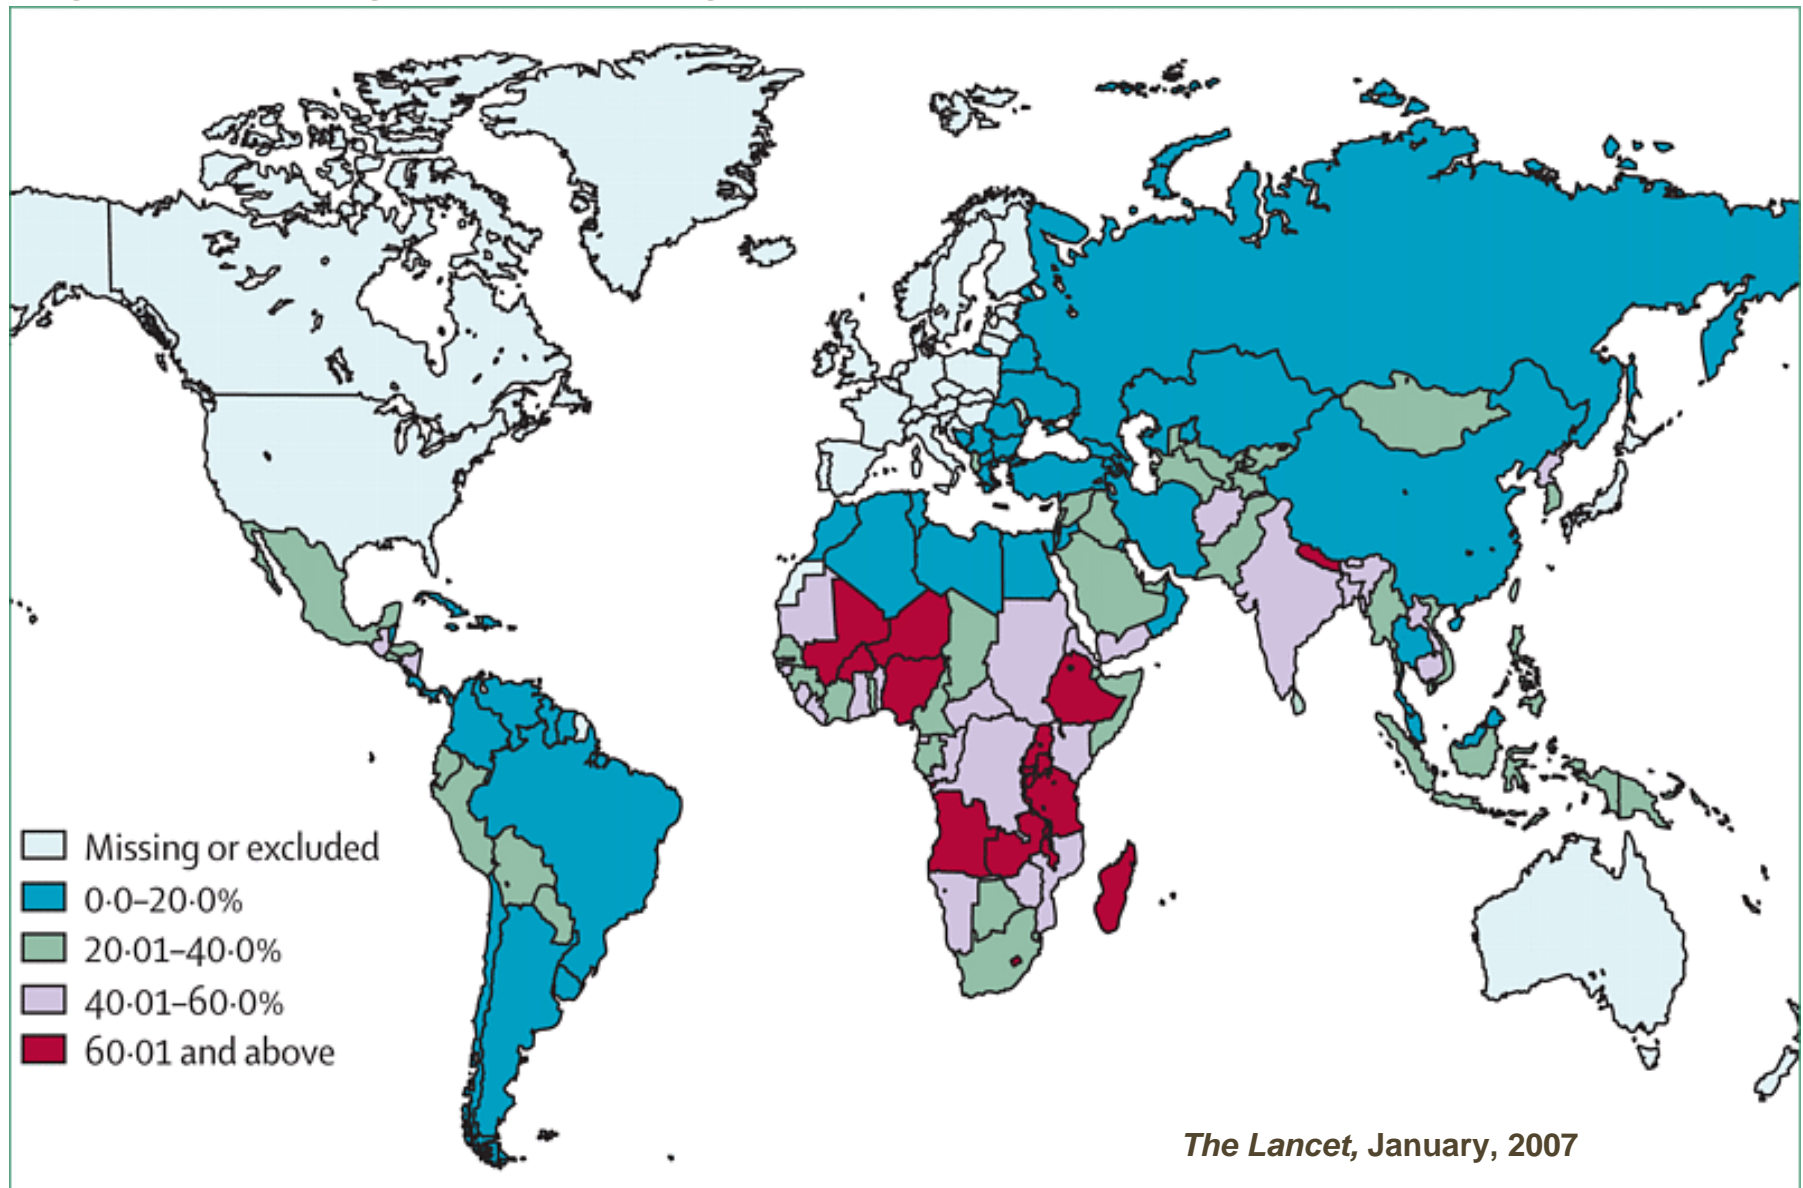 Missing or excluded
0·0–20·0%
20·01–40·0%
40·01–60·0%
60·01 and above
The Lancet, January, 2007